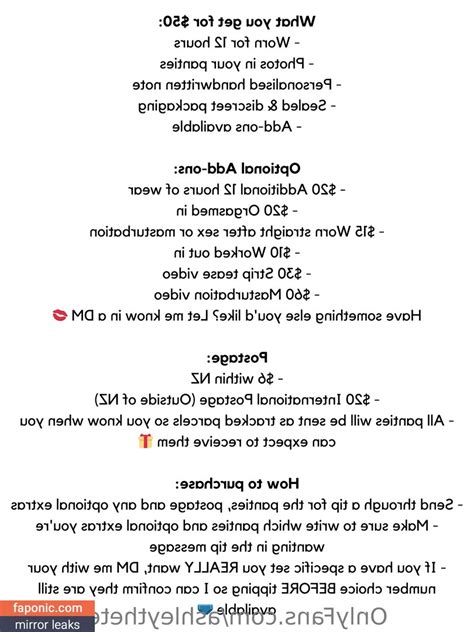 What you get for $50:
- Worn for 12 hours
- Photos in your panties
- Personalised handwritten note
- Sealed & discreet packaging
- Add-ons available
Optional Add-ons:
- $20 Additional 12 hours of wear
- $20 Orgasmed in
- $15 Worn straight after sex or masturbation
- $10 Worked out in
- $30 Strip tease video
- $60 Masturbation video
Have something else you'd like? Let me know in a DM 💋
Postage:
- $6 within NZ
- $20 International Postage (Outside of NZ)
- All panties will be sent as tracked parcels so you know when you
can expect to receive them 🎁
How to purchase:
- Send through a tip for the panties, postage and any optional extras
- Make sure to write which panties and optional extras you're
wanting in the tip message
- If you have a specific set you REALLY want, DM me with your
number choice BEFORE tipping so I can confirm they are still
available
faponic.com
mirror leaks